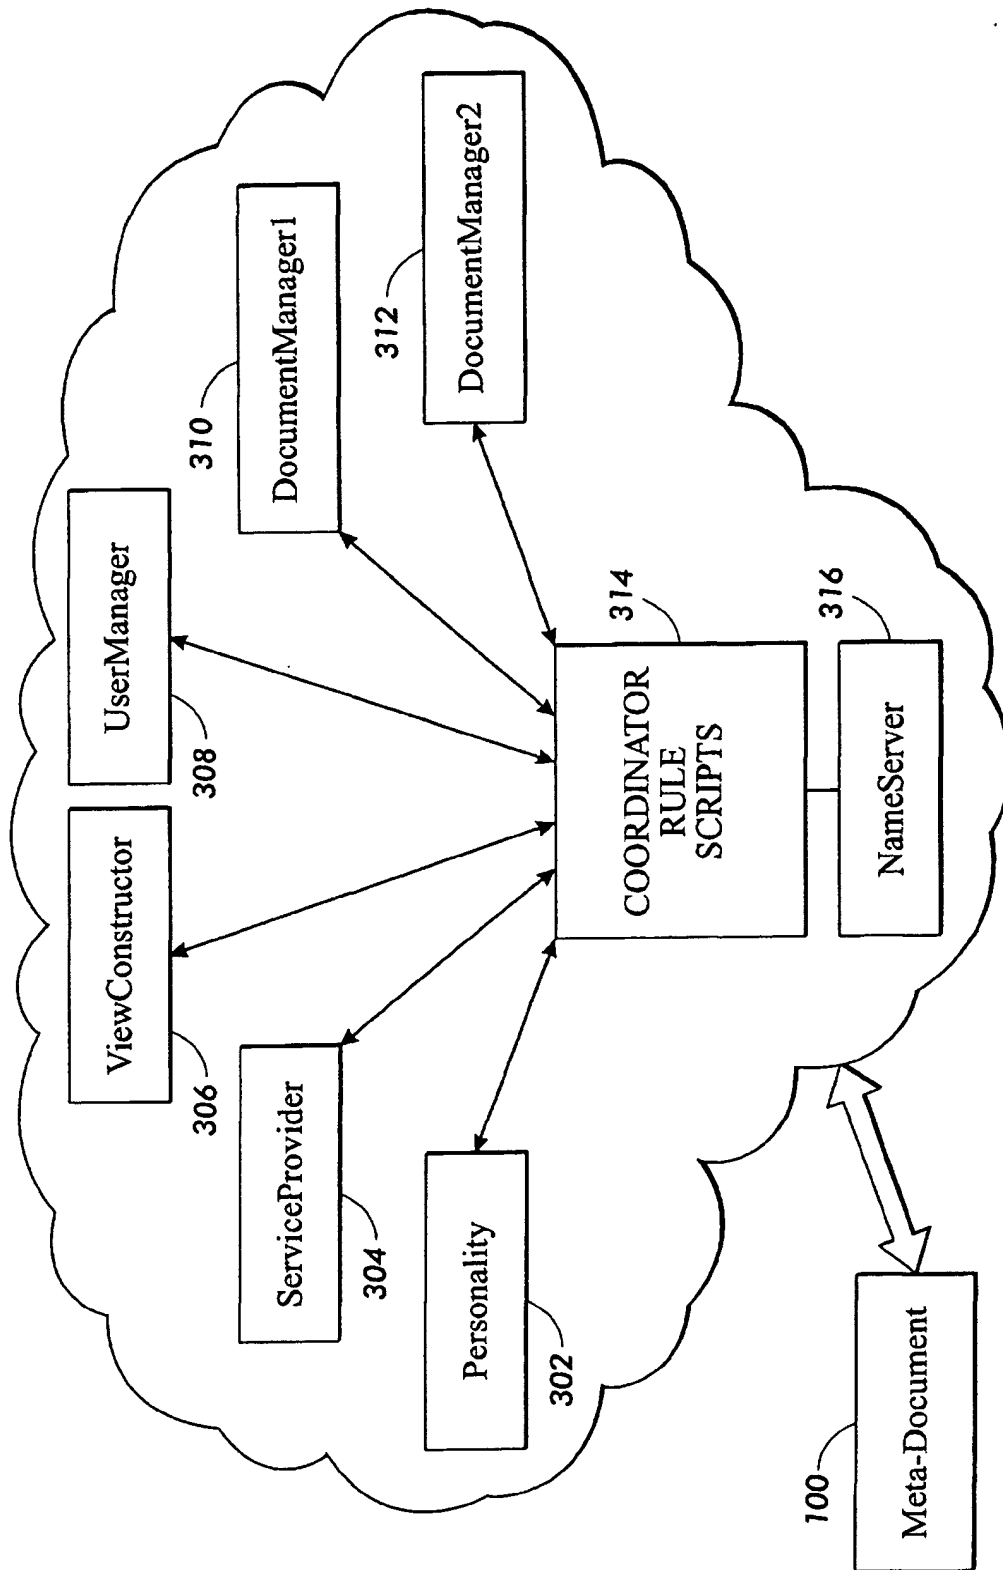 ViewConstructor
306
UserManager
308
ServiceProvider
304
310
DocumentManager1
Personality
302
312
DocumentManager2
COORDINATOR
RULE
SCRIPTS
314
NameServer
316
100
Meta-Document